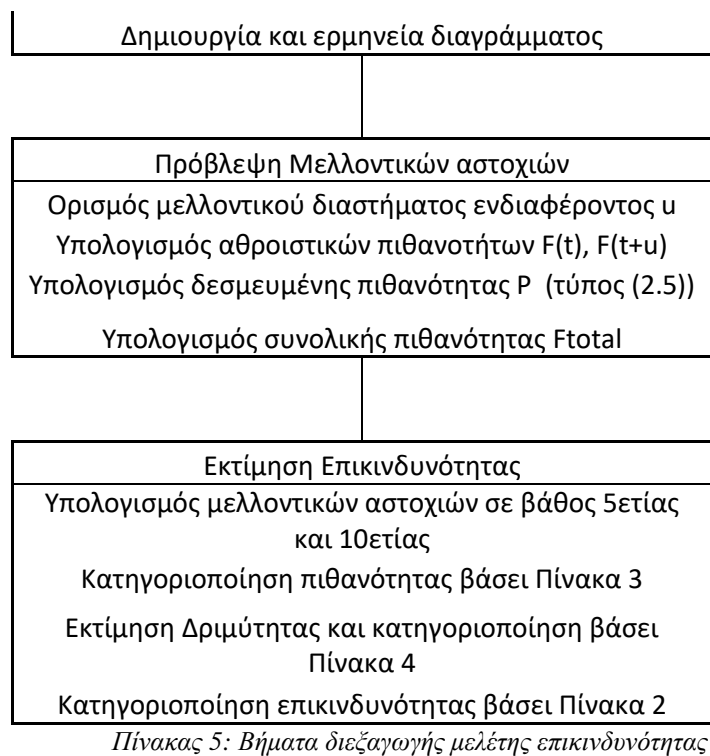 Δημιουργία και ερμηνεία διαγράμματος
Πρόβλεψη Μελλοντικών αστοχιών
Ορισμός μελλοντικού διαστήματος ενδιαφέροντος u
Υπολογισμός αθροιστικών πιθανοτήτων F(t), F(t+u)
Υπολογισμός δεσμευμένης πιθανότητας P (τύπος (2.5))
Υπολογισμός συνολικής πιθανότητας Ftotal
Εκτίμηση Επικινδυνότητας
Υπολογισμός μελλοντικών αστοχιών σε βάθος 5ετίας
και 10ετίας
Κατηγοριοποίηση πιθανότητας βάσει Πίνακα 3
Εκτίμηση Δριμύτητας και κατηγοριοποίηση βάσει
Πίνακα 4
Κατηγοριοποίηση επικινδυνότητας βάσει Πίνακα 2
Πίνακας 5: Βήματα διεξαγωγής μελέτης επικινδυνότητας